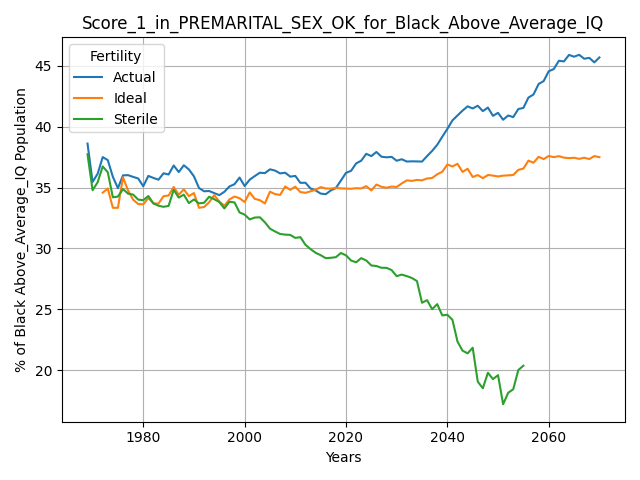 Score_1_in_PREMARITAL_SEX_OK_for_Black_Above_Average_IQ
Fertility
Actual
Ideal
Sterile
% of Black Above_Average_IQ Population
45
40
35
30
25
20
1980
2000
2020
2040
2060
Years